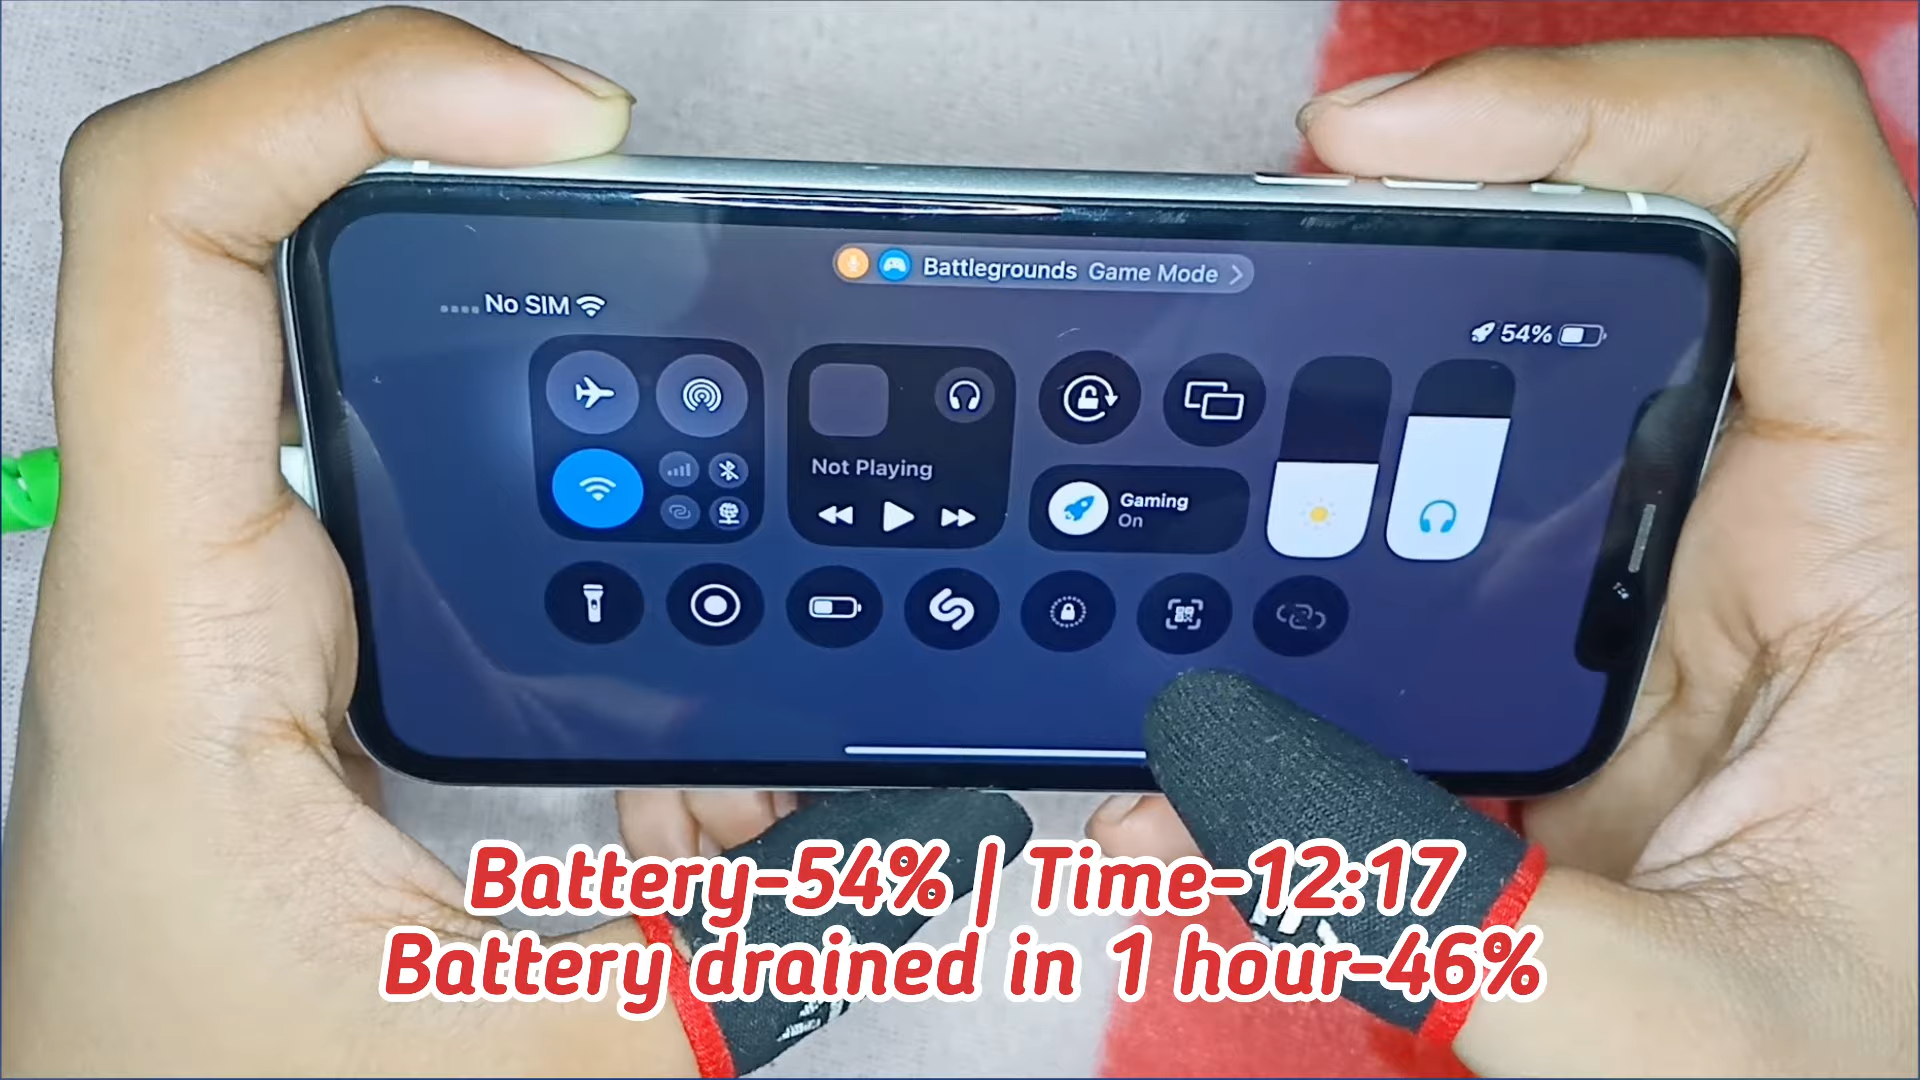 Battlegrounds Game Mode
No SIM
54%
Not Playing
Gaming
On
Battery-54% | Time-12:17
Battery drained in 1 hour-46%